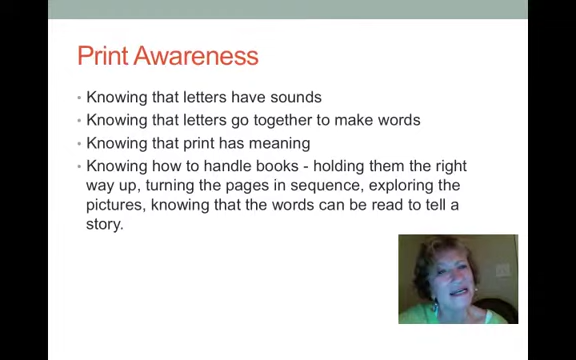 Print Awareness
• Knowing that letters have sounds
• Knowing that letters go together to make words
• Knowing that print has meaning
• Knowing how to handle books - holding them the right
way up, turning the pages in sequence, exploring the
pictures, knowing that the words can be read to tell a
story.